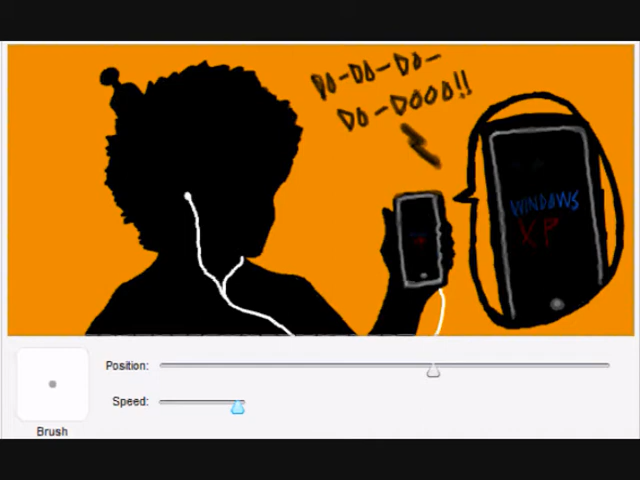 DO-DO-DO-
DO-DOOO!!
WINDOWS
XP
Position:
Speed:
Brush